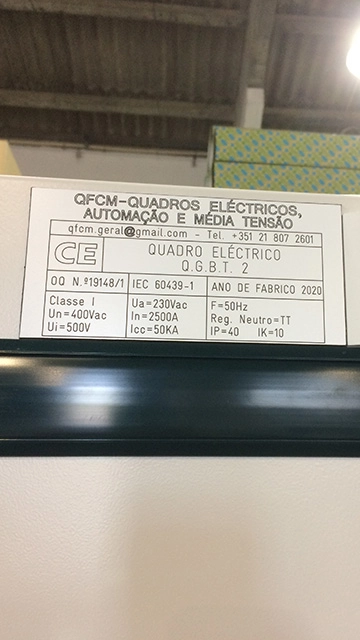 QFCM-QUADROS ELÉCTRICOS,
AUTOMAÇÃO E MÉDIA TENSÃO
qfcm.geral@gmail.com - Tel. +351 21 807 2601
CE
QUADRO ELÉCTRICO
Q.G.B.T. 2
OQ N.º19148/1 IEC 60439-1 ANO DE FABRICO 2020
Classe I Ua=230Vac F=50Hz
Un=400Vac In=2500A Reg. Neutro=TT
Ui=500V Icc=50KA IP=40 IK=10